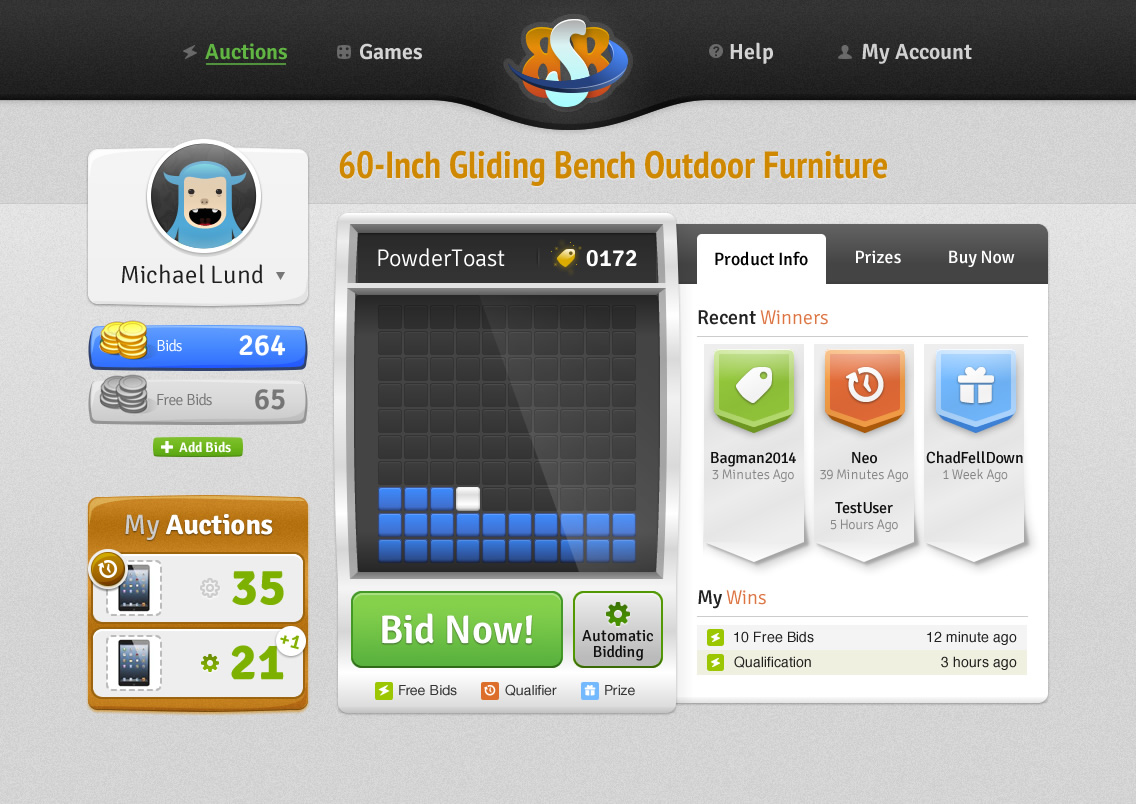 Auctions
Games
Help
My Account
60-Inch Gliding Bench Outdoor Furniture
Michael Lund
Bids
264
Free Bids
65
Add Bids
My Auctions
35
21
+1
PowderToast
0172
Bid Now!
Automatic
Bidding
Free Bids
Qualifier
Prize
Product Info
Prizes
Buy Now
Recent Winners
Bagman2014
3 Minutes Ago
Neo
39 Minutes Ago
TestUser
5 Hours Ago
ChadFellDown
1 Week Ago
My Wins
10 Free Bids
12 minute ago
Qualification
3 hours ago